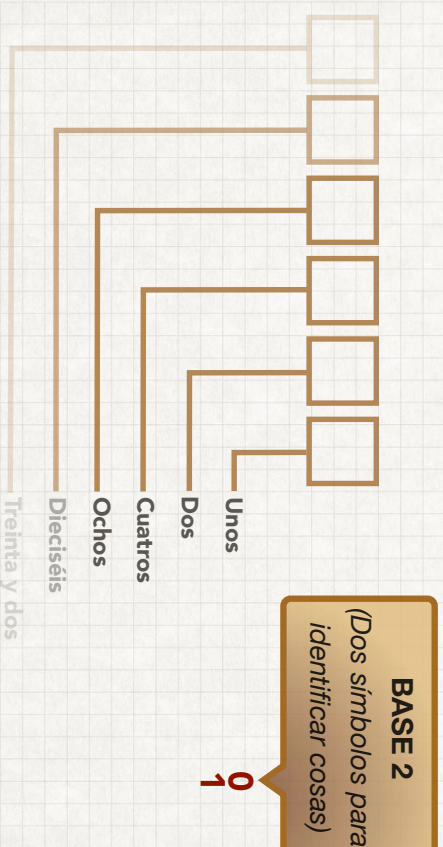 BASE 2
(Dos símbolos para
identificar cosas)
0
1
Unos
Dos
Cuatros
Ochos
Dieciséis
Treinta y dos